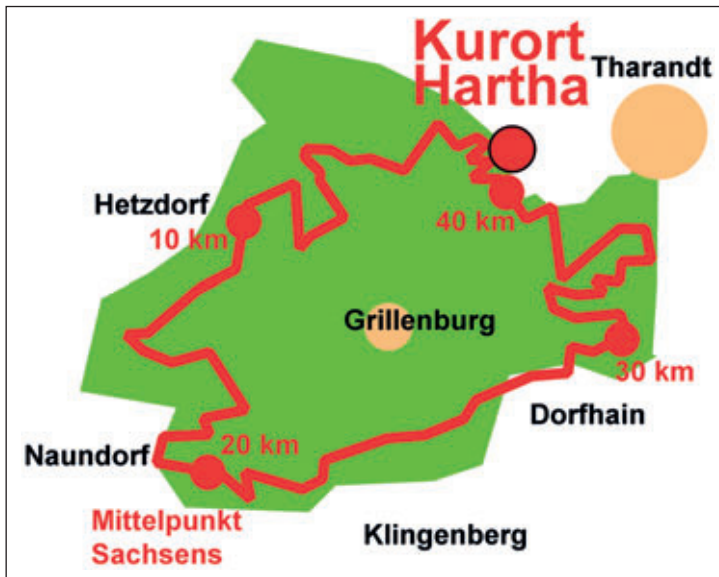 Kurort
Hartha
Tharandt
Hetzdorf
10 km
40 km
Grillenburg
30 km
Dorfhain
Naundorf
20 km
Mittelpunkt
Sachsens
Klingenberg